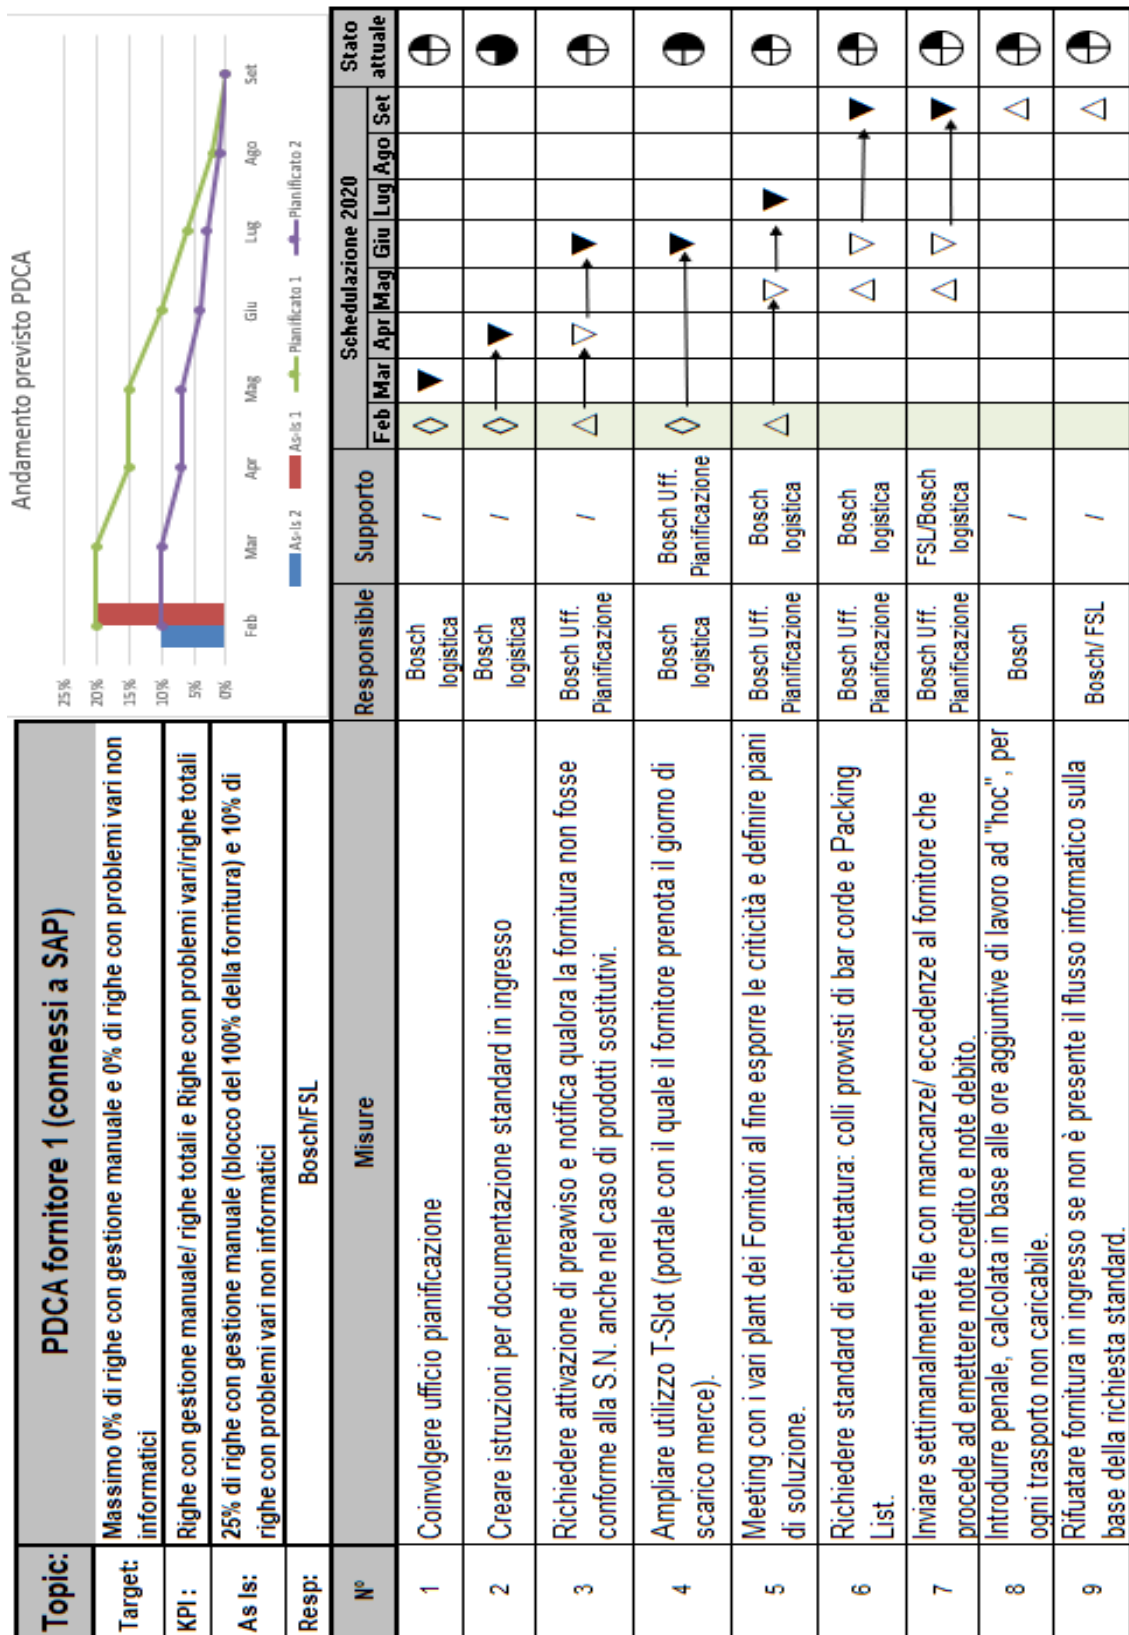 Topic:
PDCA fornitore 1 (connessi a SAP)
Target:
Massimo 0% di righe con gestione manuale e 0% di righe con problemi vari non
informatici
KPI :
Righe con gestione manuale/ righe totali e Righe con problemi vari/righe totali
As Is:
25% di righe con gestione manuale (blocco del 100% della fornitura) e 10% di
righe con problemi vari non informatici
Resp:
Bosch/FSL
Andamento previsto PDCA
25%
20%
15%
10%
5%
0%
Feb
Mar
Apr
Mag
Giu
Lug
Ago
Set
As-Is 2
As-Is 1
Pianificato 1
Pianificato 2
N°
Misure
Responsible
Supporto
Schedulazione 2020
Feb
Mar
Apr
Mag
Giu
Lug
Ago
Set
Stato
attuale
1
Coinvolgere ufficio pianificazione
Bosch
logistica
/
2
Creare istruzioni per documentazione standard in ingresso
Bosch
logistica
/
3
Richiedere attivazione di preavviso e notifica qualora la fornitura non fosse
conforme alla S.N. anche nel caso di prodotti sostitutivi.
Bosch Uff.
Pianificazione
/
4
Ampliare utilizzo T-Slot (portale con il quale il fornitore prenota il giorno di
scarico merce).
Bosch
logistica
Bosch Uff.
Pianificazione
5
Meeting con i vari plant dei Fornitori al fine esporre le criticità e definire piani
di soluzione.
Bosch Uff.
Pianificazione
Bosch
logistica
6
Richiedere standard di etichettatura: colli provvisti di bar corde e Packing
List.
Bosch Uff.
Pianificazione
Bosch
logistica
7
Inviare settimanalmente file con mancanze/ eccedenze al fornitore che
procede ad emettere note credito e note debito.
Bosch Uff.
Pianificazione
FSL/Bosch
logistica
8
Introdurre penale, calcolata in base alle ore aggiuntive di lavoro ad "hoc", per
ogni trasporto non caricabile.
Bosch
/
9
Rifiutare fornitura in ingresso se non è presente il flusso informatico sulla
base della richiesta standard.
Bosch/ FSL
/